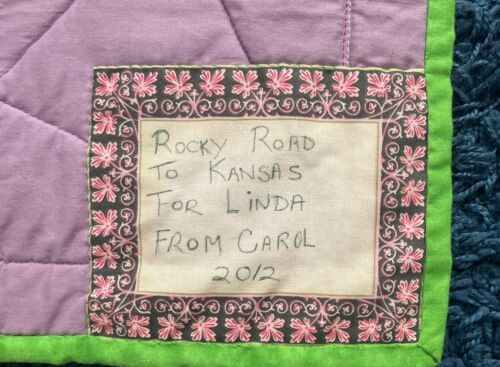 Rocky Road
To Kansas
For Linda
From Carol
2012